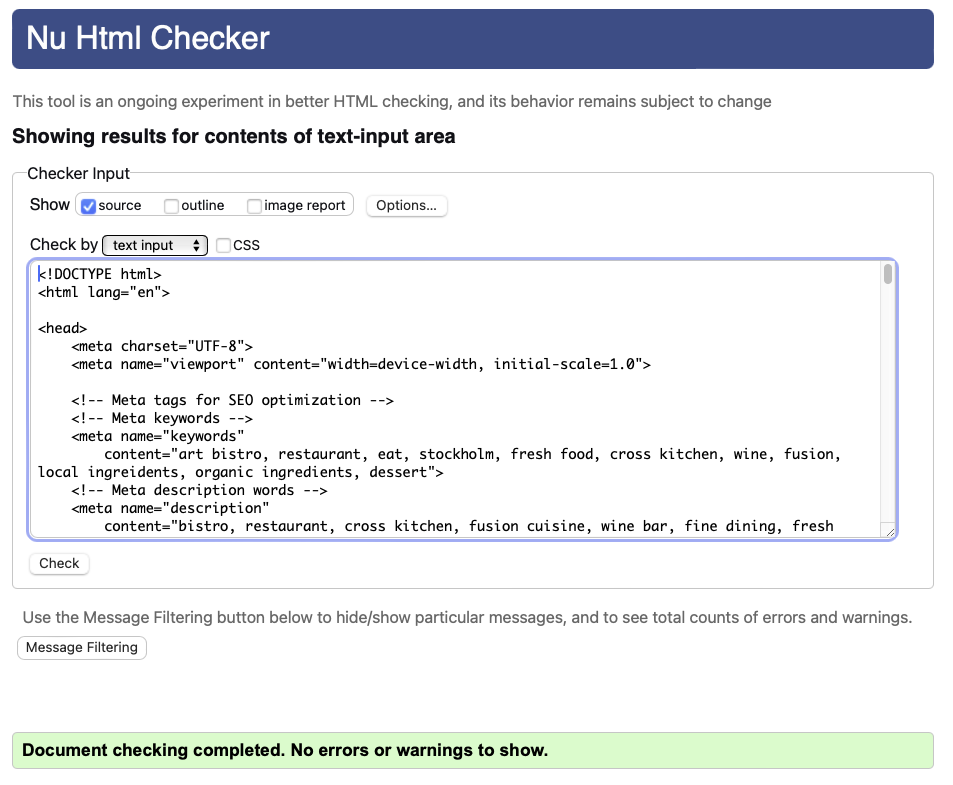 Nu Html Checker
This tool is an ongoing experiment in better HTML checking, and its behavior remains subject to change
Showing results for contents of text-input area
Checker Input
Show source outline image report Options...
Check by text input CSS
<!DOCTYPE html>
<html lang="en">
<head>
<meta charset="UTF-8">
<meta name="viewport" content="width=device-width, initial-scale=1.0">
<!-- Meta tags for SEO optimization -->
<!-- Meta keywords -->
<meta name="keywords"
content="art bistro, restaurant, eat, stockholm, fresh food, cross kitchen, wine, fusion,
local ingreidents, organic ingredients, dessert">
<!-- Meta description words -->
<meta name="description"
content="bistro, restaurant, cross kitchen, fusion cuisine, wine bar, fine dining, fresh
Check
Use the Message Filtering button below to hide/show particular messages, and to see total counts of errors and warnings.
Message Filtering
Document checking completed. No errors or warnings to show.